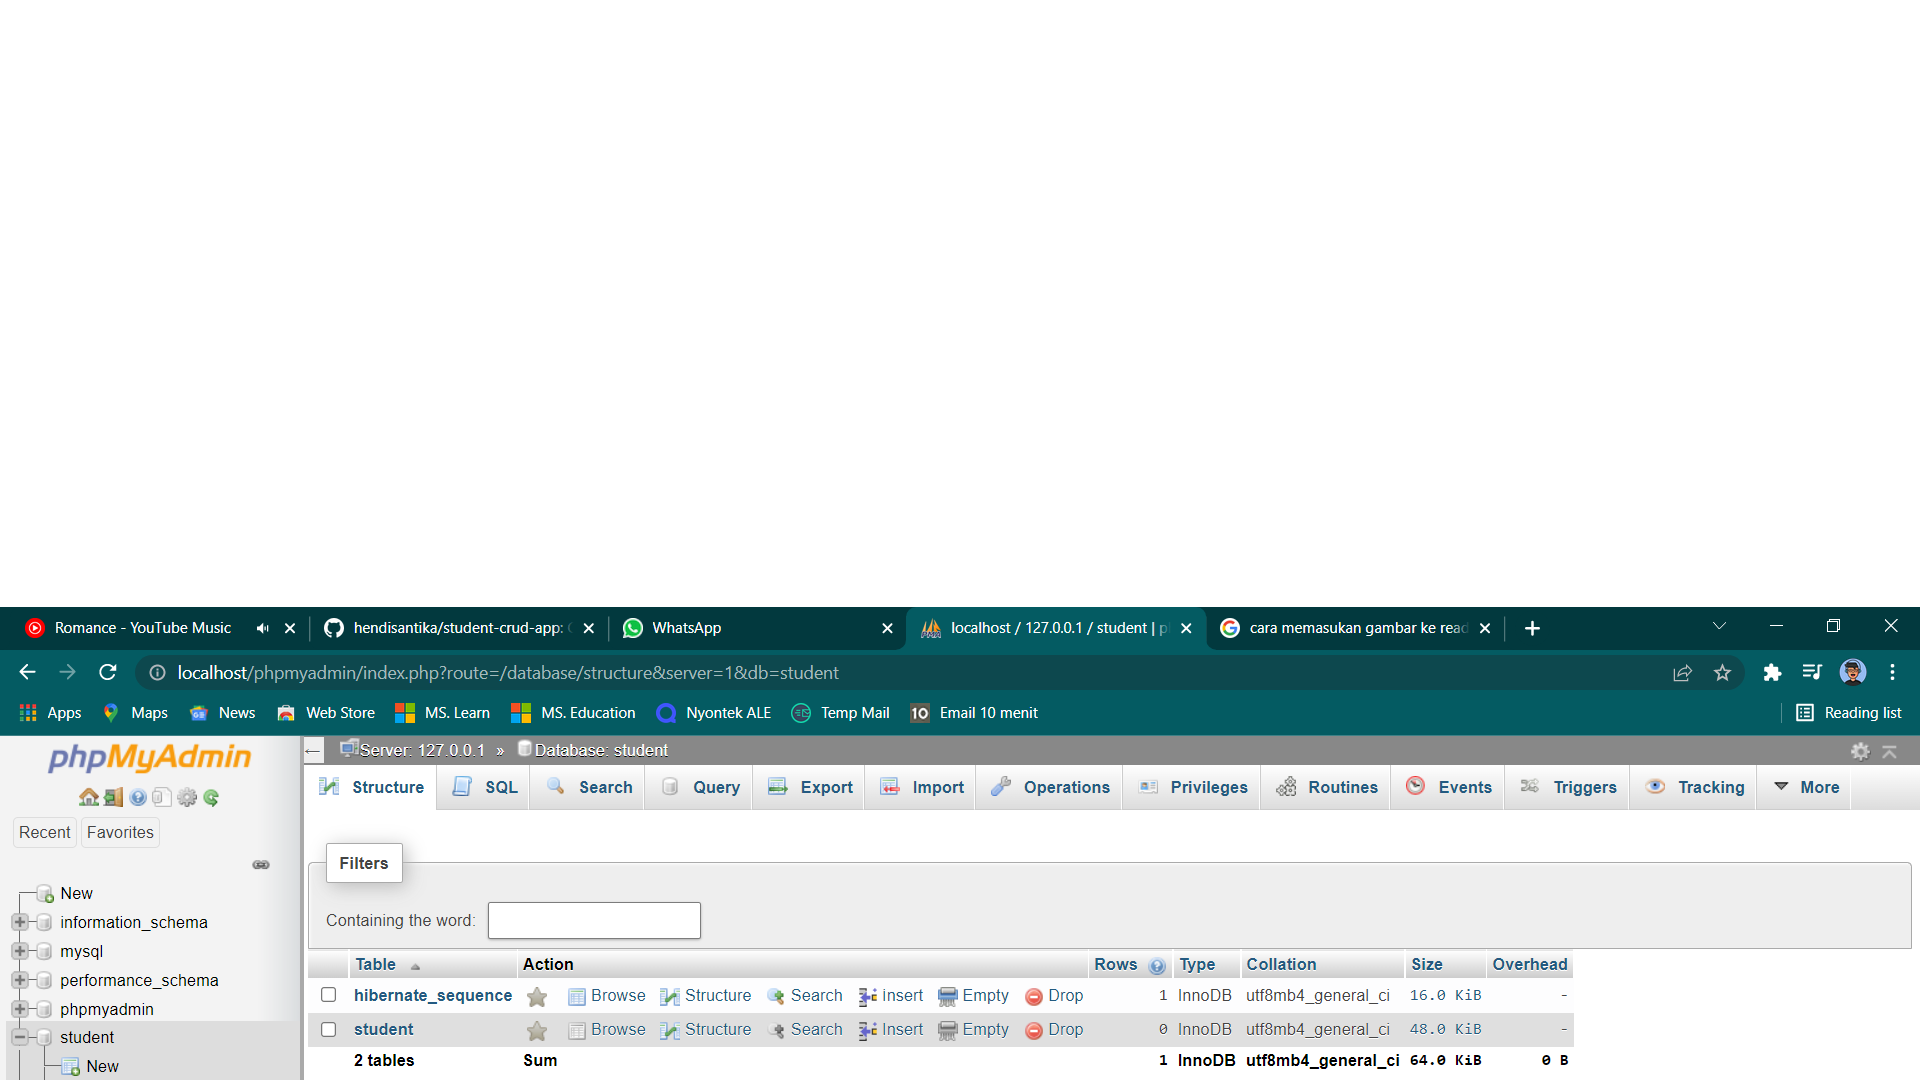 Romance - YouTube Music
hendisantika/student-crud-app:
WhatsApp
localhost / 127.0.0.1 / student | p
cara memasukan gambar ke read
localhost/phpmyadmin/index.php?route=/database/structure&server=1&db=student
Apps Maps News Web Store MS. Learn MS. Education Nyontek ALE Temp Mail 10 Email 10 menit Reading list
phpMyAdmin
Recent Favorites
New
information_schema
mysql
performance_schema
phpmyadmin
student
New
Server: 127.0.0.1 » Database: student
Structure SQL Search Query Export Import Operations Privileges Routines Events Triggers Tracking More
Filters
Containing the word:
Table Action Rows Type Collation Size Overhead
hibernate_sequence Browse Structure Search Insert Empty Drop 1 InnoDB utf8mb4_general_ci 16.0 KiB -
student Browse Structure Search Insert Empty Drop 0 InnoDB utf8mb4_general_ci 48.0 KiB -
2 tables Sum 1 InnoDB utf8mb4_general_ci 64.0 KiB 0 B